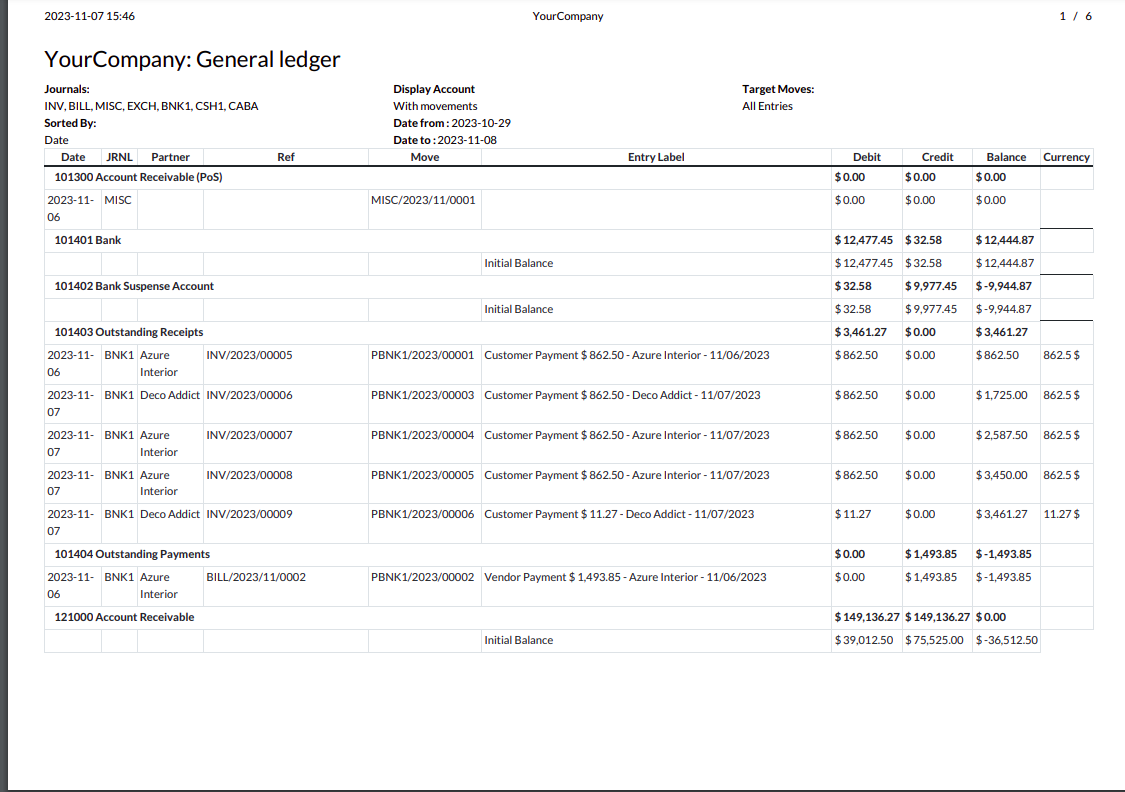 2023-11-07 15:46 YourCompany 1 / 6
YourCompany: General ledger
Journals: Display Account Target Moves:
INV, BILL, MISC, EXCH, BNK1, CSH1, CABA With movements All Entries
Sorted By: Date from : 2023-10-29
Date Date to : 2023-11-08
Date JRNL Partner Ref Move Entry Label Debit Credit Balance Currency
101300 Account Receivable (PoS) $ 0.00 $ 0.00 $ 0.00
2023-11- MISC MISC/2023/11/0001 $ 0.00 $ 0.00 $ 0.00
06
101401 Bank $ 12,477.45 $ 32.58 $ 12,444.87
Initial Balance $ 12,477.45 $ 32.58 $ 12,444.87
101402 Bank Suspense Account $ 32.58 $ 9,977.45 $ -9,944.87
Initial Balance $ 32.58 $ 9,977.45 $ -9,944.87
101403 Outstanding Receipts $ 3,461.27 $ 0.00 $ 3,461.27
2023-11- BNK1 Azure INV/2023/00005 PBNK1/2023/00001 Customer Payment $ 862.50 - Azure Interior - 11/06/2023 $ 862.50 $ 0.00 $ 862.50 862.5 $
06 Interior
2023-11- BNK1 Deco Addict INV/2023/00006 PBNK1/2023/00003 Customer Payment $ 862.50 - Deco Addict - 11/07/2023 $ 862.50 $ 0.00 $ 1,725.00 862.5 $
07
2023-11- BNK1 Azure INV/2023/00007 PBNK1/2023/00004 Customer Payment $ 862.50 - Azure Interior - 11/07/2023 $ 862.50 $ 0.00 $ 2,587.50 862.5 $
07 Interior
2023-11- BNK1 Azure INV/2023/00008 PBNK1/2023/00005 Customer Payment $ 862.50 - Azure Interior - 11/07/2023 $ 862.50 $ 0.00 $ 3,450.00 862.5 $
07 Interior
2023-11- BNK1 Deco Addict INV/2023/00009 PBNK1/2023/00006 Customer Payment $ 11.27 - Deco Addict - 11/07/2023 $ 11.27 $ 0.00 $ 3,461.27 11.27 $
07
101404 Outstanding Payments $ 0.00 $ 1,493.85 $ -1,493.85
2023-11- BNK1 Azure BILL/2023/11/0002 PBNK1/2023/00002 Vendor Payment $ 1,493.85 - Azure Interior - 11/06/2023 $ 0.00 $ 1,493.85 $ -1,493.85
06 Interior
121000 Account Receivable $ 149,136.27 $ 149,136.27 $ 0.00
Initial Balance $ 39,012.50 $ 75,525.00 $ -36,512.50